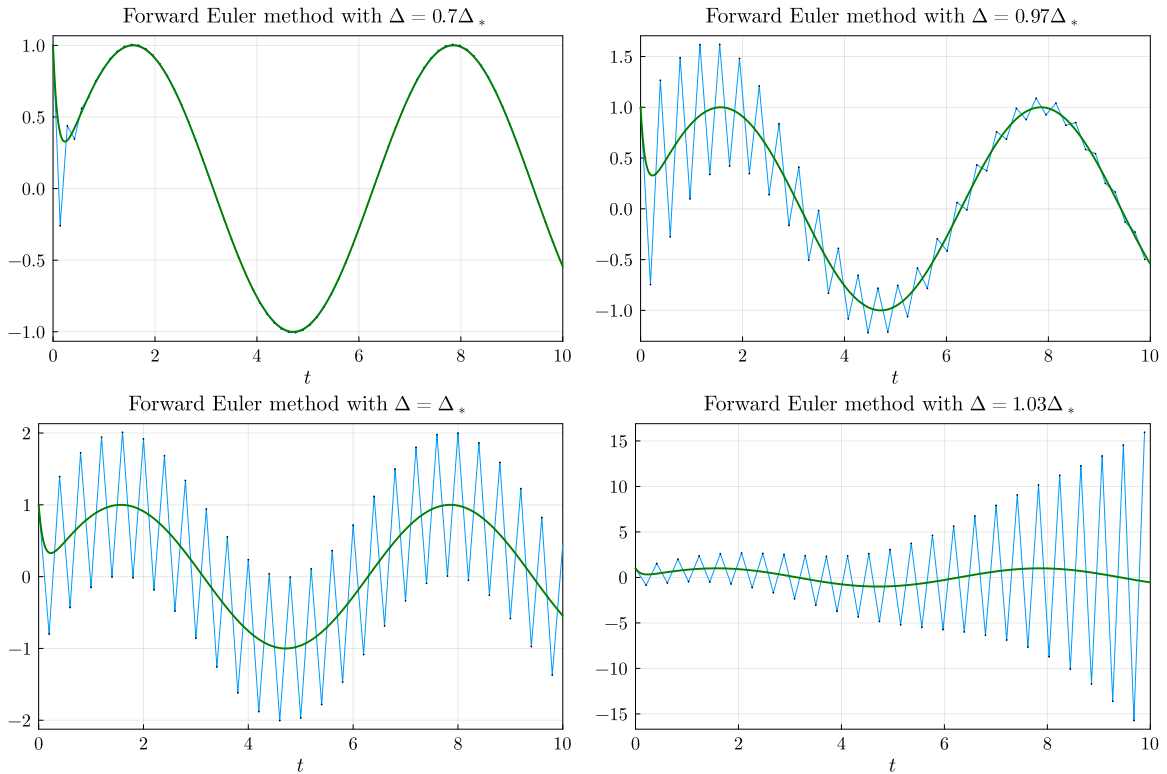 Forward Euler method with Δ = 0.7Δ*
1.0
0.5
0.0
−0.5
−1.0
0 2 4 6 8 10
t
Forward Euler method with Δ = 0.97Δ*
1.5
1.0
0.5
0.0
−0.5
−1.0
0 2 4 6 8 10
t
Forward Euler method with Δ = Δ*
2
1
0
−1
−2
0 2 4 6 8 10
t
Forward Euler method with Δ = 1.03Δ*
15
10
5
0
−5
−10
−15
0 2 4 6 8 10
t